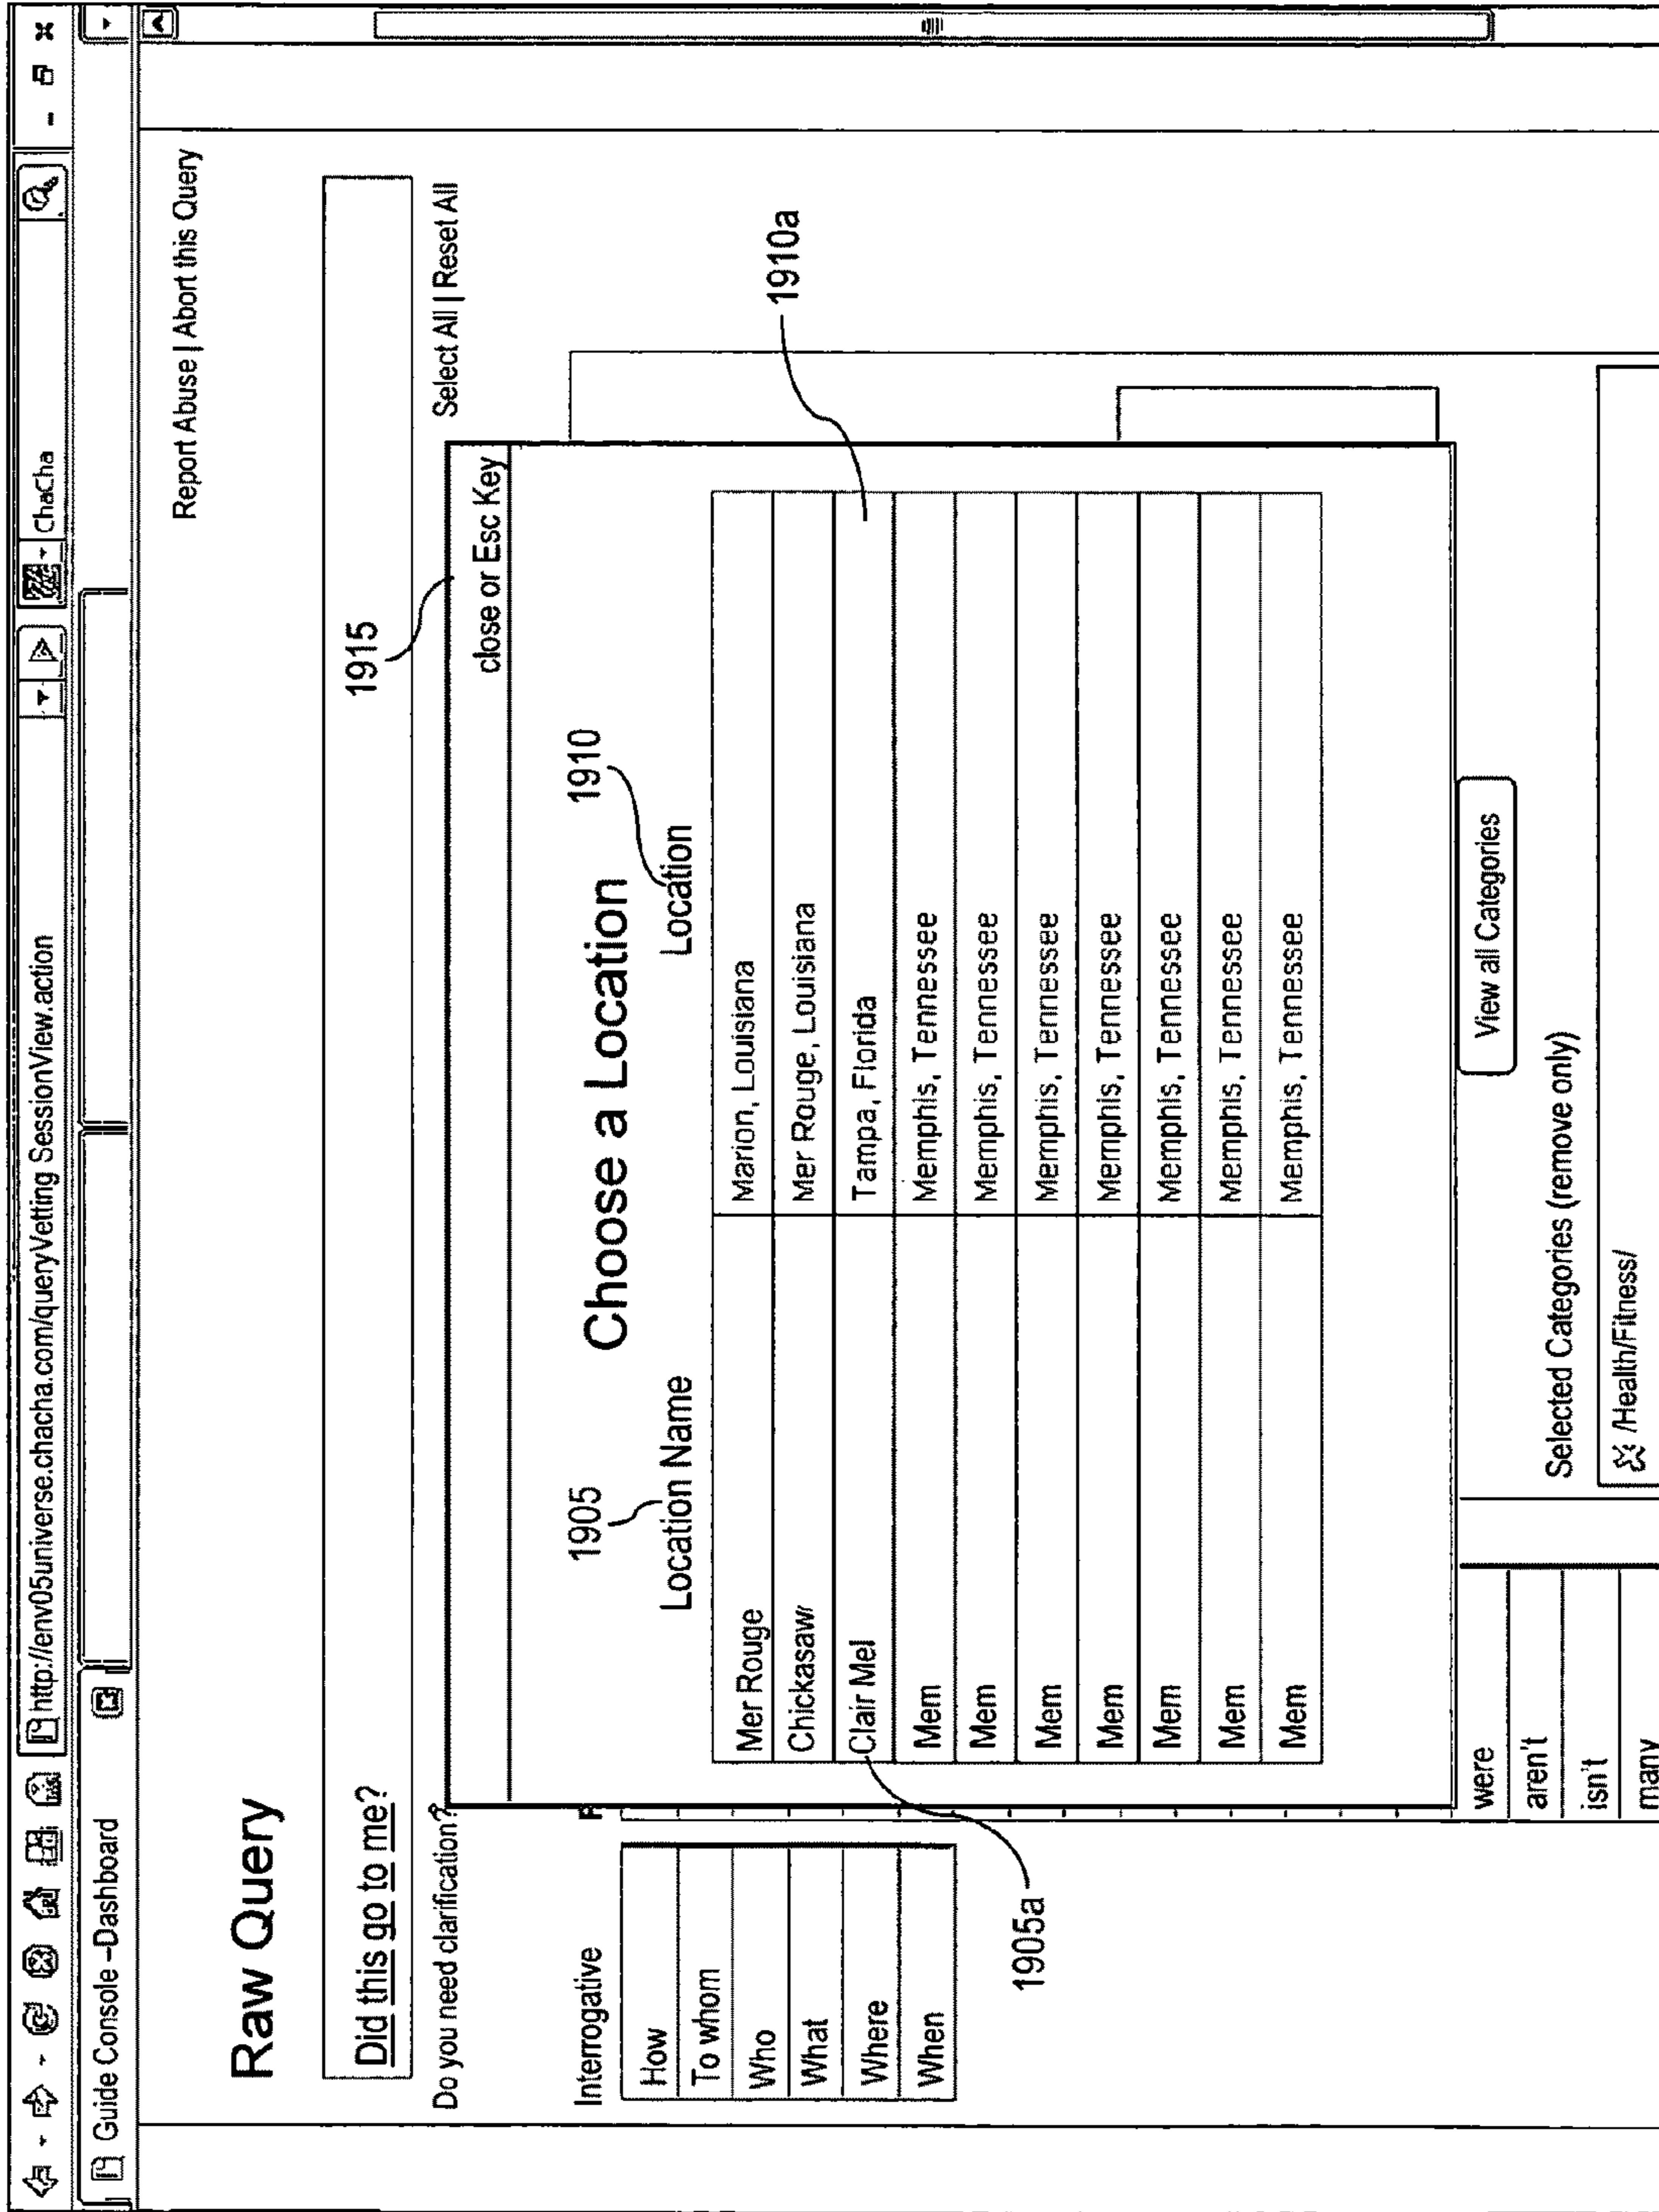 http://env05universe.chacha.com/queryVetting SessionView.action
ChaCha
Guide Console –Dashboard
Report Abuse | Abort this Query
Raw Query
Did this go to me?
1915
Do you need clarification?
Select All | Reset All
close or Esc Key
Interrogative
How
To whom
Who
What
Where
When
1905
Choose a Location
1910
Location Name
Location
1910a
Mer Rouge
Marion, Louisiana
Chickasaw
Mer Rouge, Louisiana
Clair Mel
Tampa, Florida
Mem
Memphis, Tennessee
Mem
Memphis, Tennessee
Mem
Memphis, Tennessee
Mem
Memphis, Tennessee
Mem
Memphis, Tennessee
Mem
Memphis, Tennessee
Mem
Memphis, Tennessee
1905a
were
aren't
isn't
many
View all Categories
Selected Categories (remove only)
/Health/Fitness/